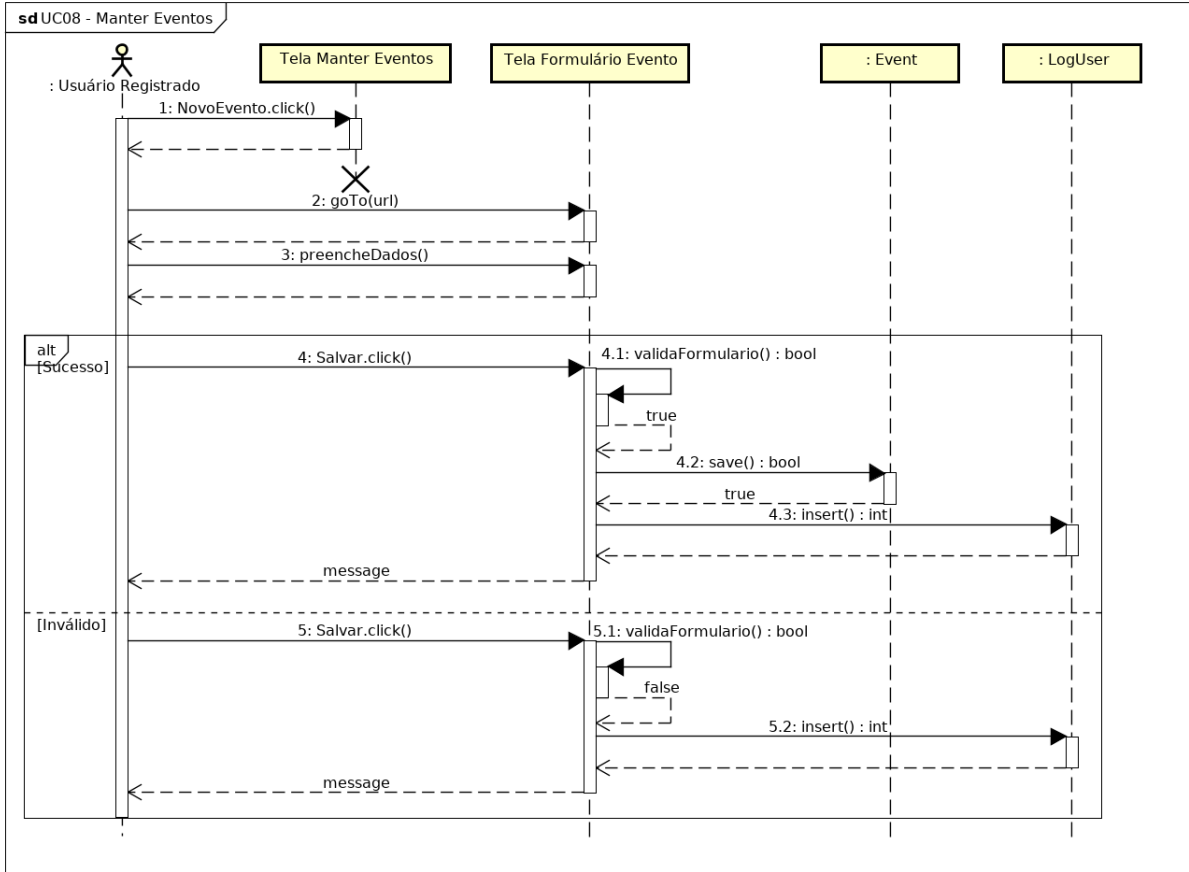 sd UC08 - Manter Eventos
: Usuário Registrado
Tela Manter Eventos
Tela Formulário Evento
: Event
: LogUser
1: NovoEvento.click()
2: goTo(url)
3: preencheDados()
alt
[Sucesso]
4: Salvar.click()
4.1: validaFormulario() : bool
true
4.2: save() : bool
true
4.3: insert() : int
message
[Inválido]
5: Salvar.click()
5.1: validaFormulario() : bool
false
5.2: insert() : int
message